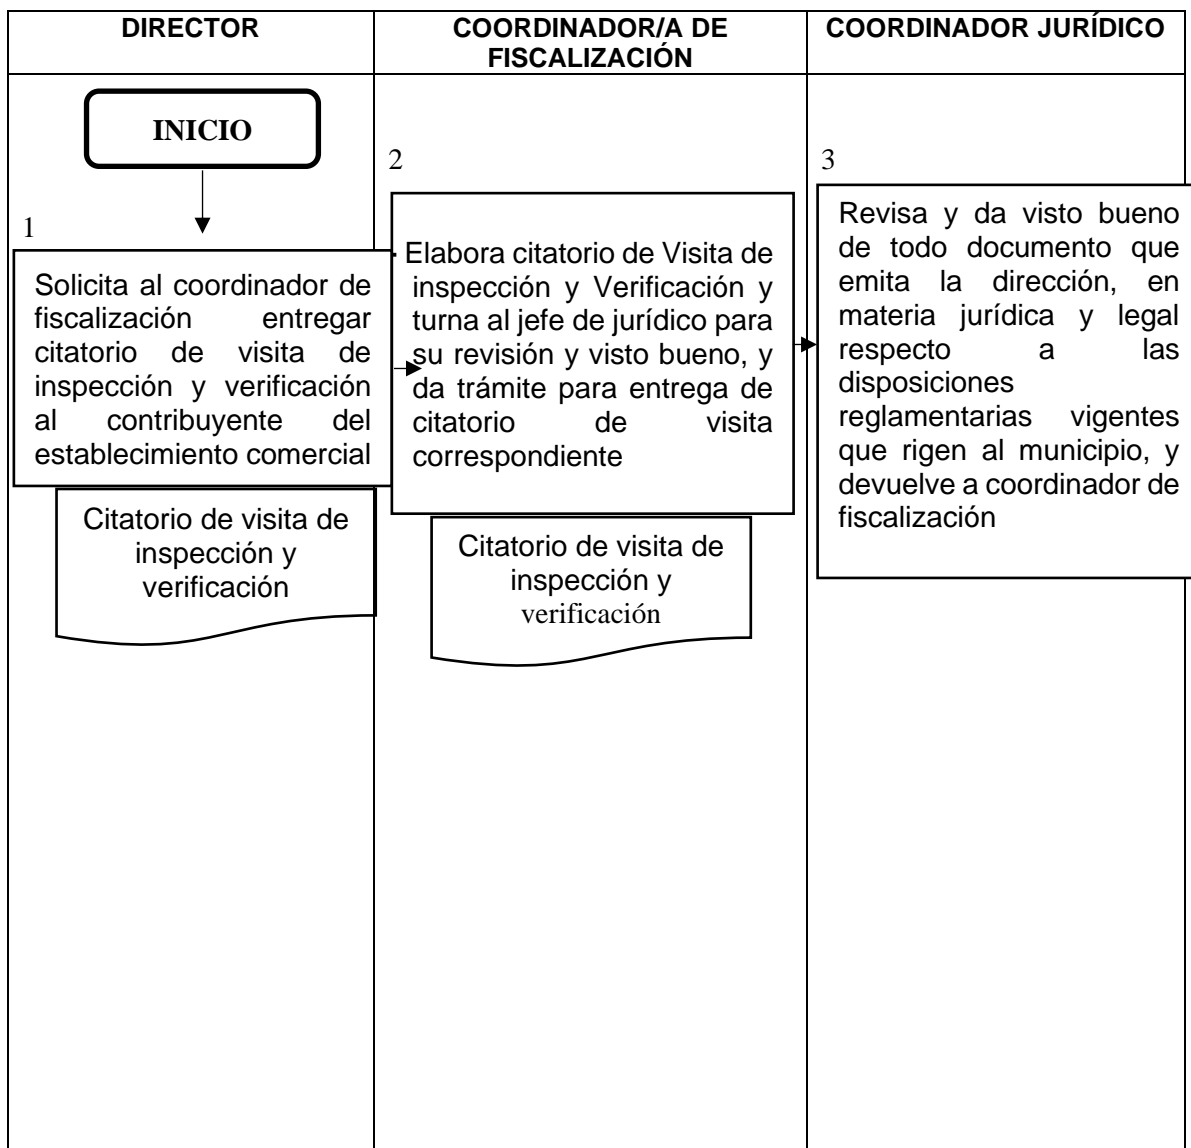 DIRECTOR
COORDINADOR/A DE
FISCALIZACIÓN
COORDINADOR JURÍDICO
INICIO
1
Solicita al coordinador de
fiscalización entregar
citatorio de visita de
inspección y verificación
al contribuyente del
establecimiento comercial
Citatorio de visita de
inspección y
verificación
2
Elabora citatorio de Visita de
inspección y Verificación y
turna al jefe de jurídico para
su revisión y visto bueno, y
da trámite para entrega de
citatorio de visita
correspondiente
Citatorio de visita de
inspección y
verificación
3
Revisa y da visto bueno
de todo documento que
emita la dirección, en
materia jurídica y legal
respecto a las
disposiciones
reglamentarias vigentes
que rigen al municipio, y
devuelve a coordinador de
fiscalización